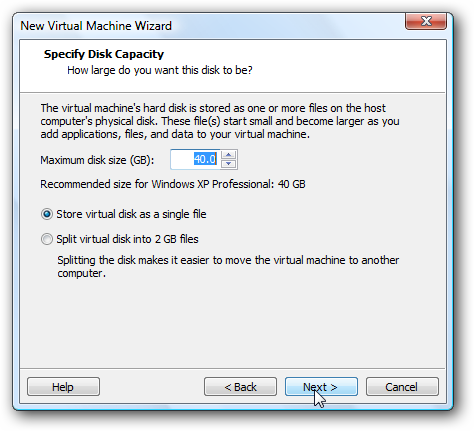 New Virtual Machine Wizard
Specify Disk Capacity
How large do you want this disk to be?
The virtual machine's hard disk is stored as one or more files on the host
computer's physical disk. These file(s) start small and become larger as you
add applications, files, and data to your virtual machine.
Maximum disk size (GB): 40.0
Recommended size for Windows XP Professional: 40 GB
Store virtual disk as a single file
Split virtual disk into 2 GB files
Splitting the disk makes it easier to move the virtual machine to another
computer.
Help < Back Next > Cancel